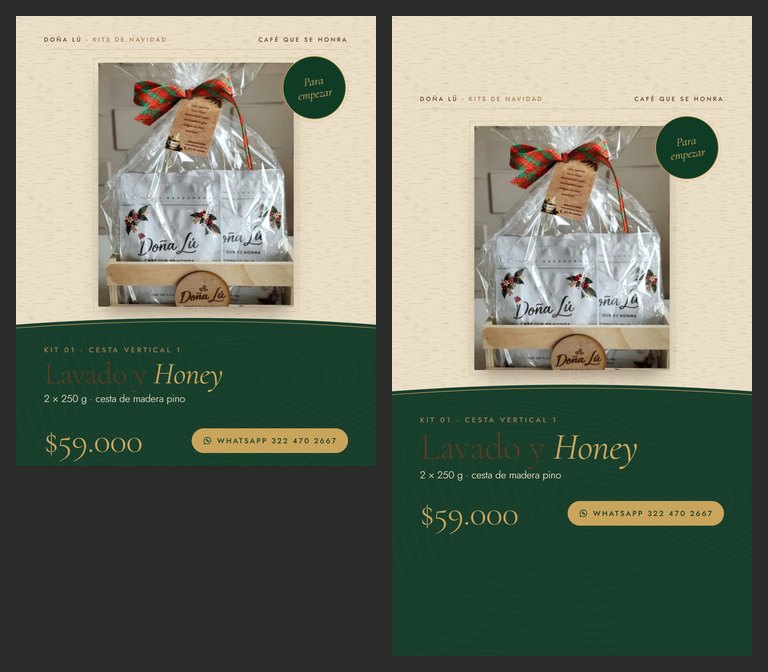 DOÑA LÚ · KITS DE NAVIDAD
CAFÉ QUE SE HONRA
Para
empezar
Doña Lú
Doña Lú
KIT 01 · CESTA VERTICAL 1
Lavado y Honey
2 × 250 g · cesta de madera pino
$59.000
WHATSAPP 322 470 2667
DOÑA LÚ · KITS DE NAVIDAD
CAFÉ QUE SE HONRA
Para
empezar
Doña Lú
Doña Lú
KIT 01 · CESTA VERTICAL 1
Lavado y Honey
2 × 250 g · cesta de madera pino
$59.000
WHATSAPP 322 470 2667